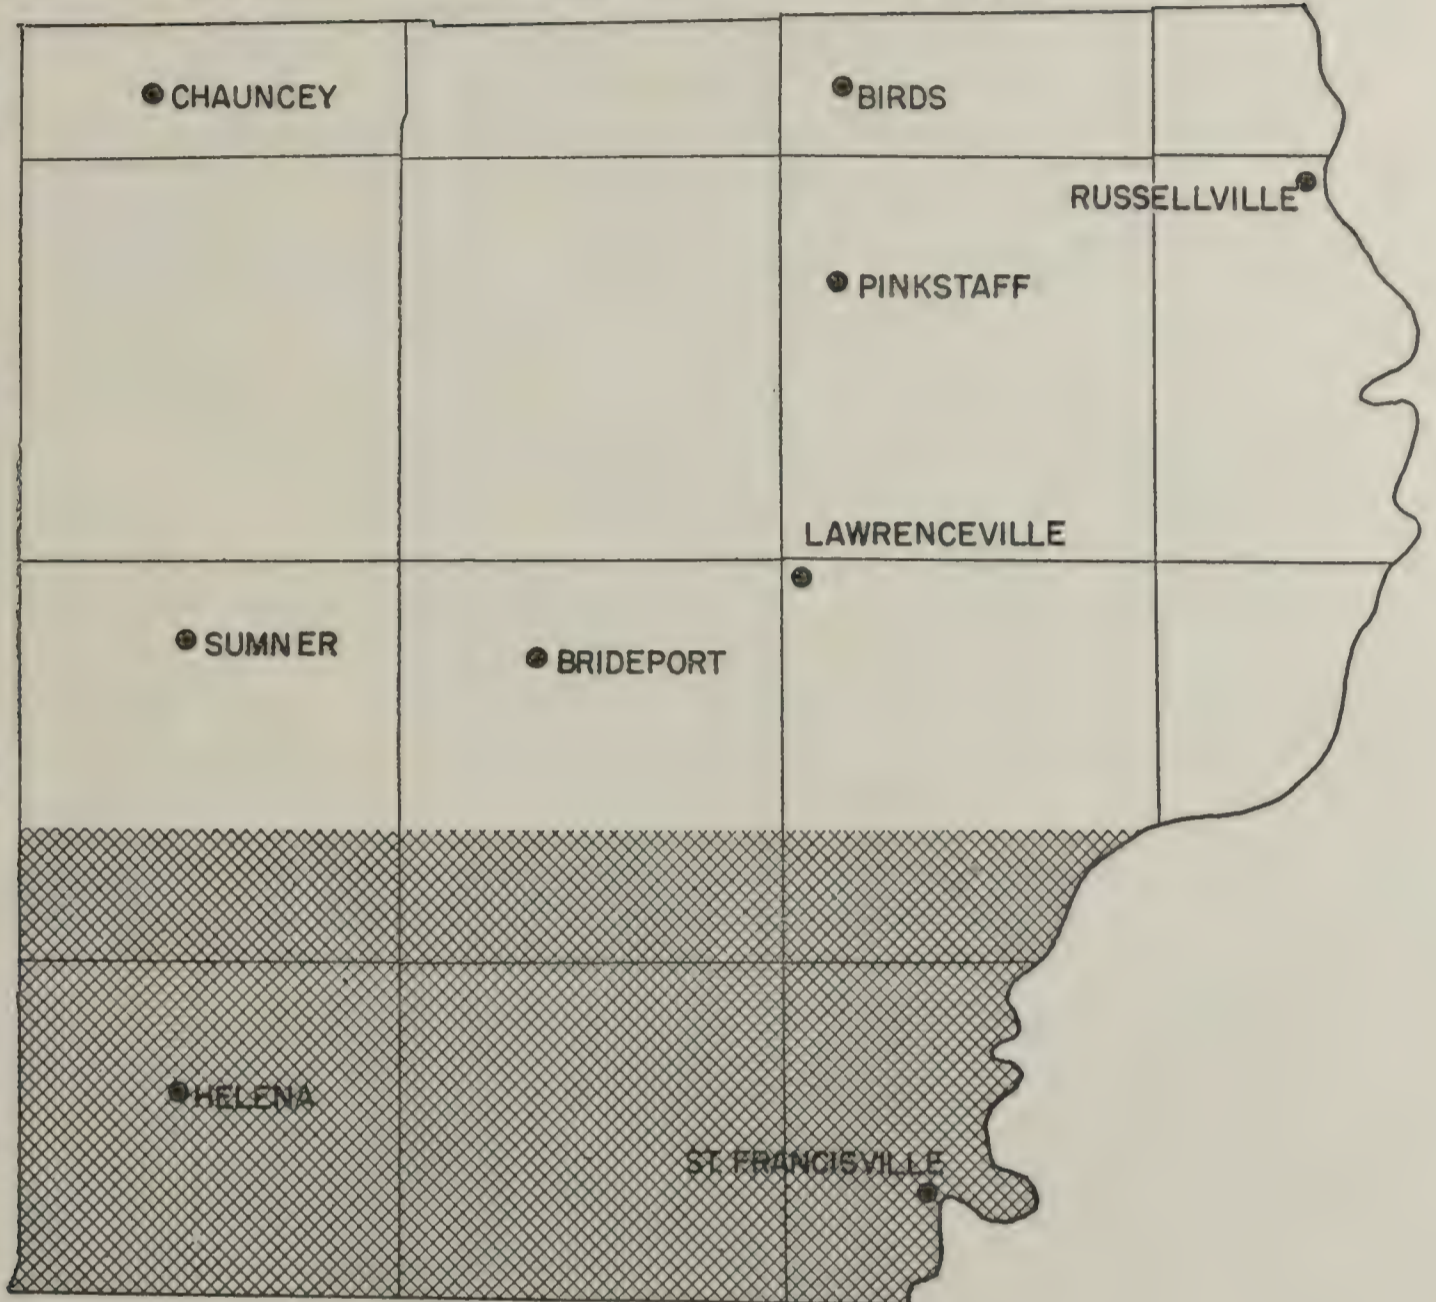 CHAUNCEY
BIRDS
RUSSELLVILLE
PINKSTAFF
LAWRENCEVILLE
SUMNER
BRIDEPORT
HELENA
ST. FRANCISVILLE